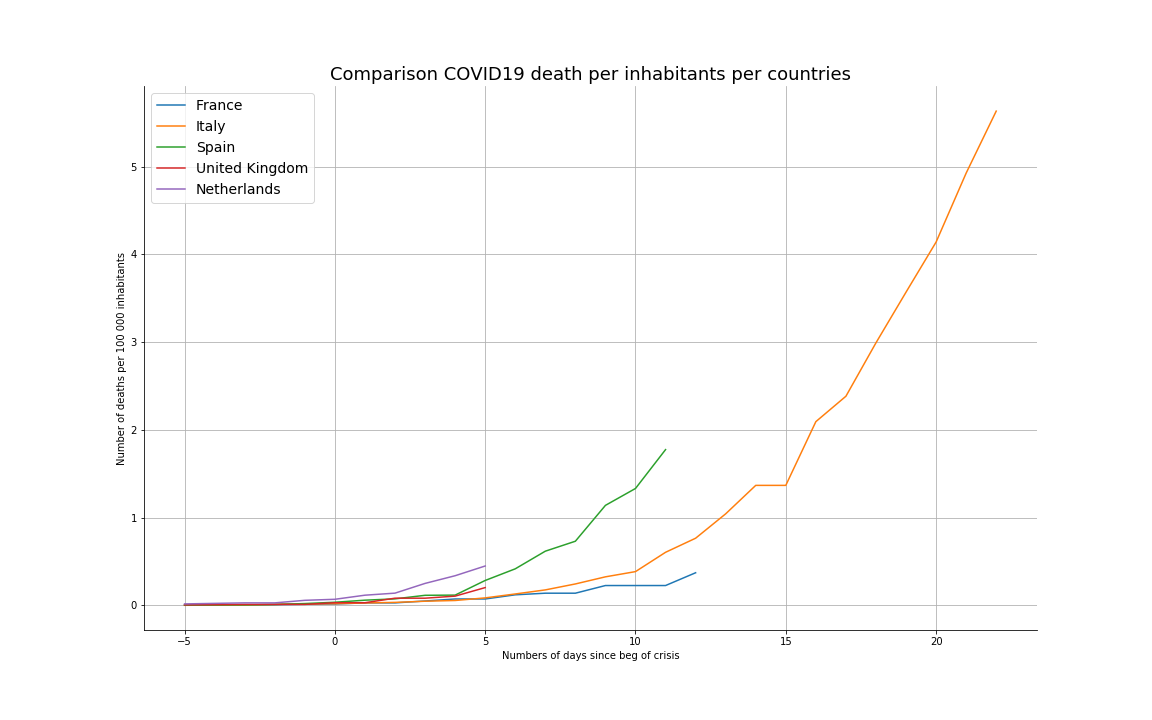 Comparison COVID19 death per inhabitants per countries
France
Italy
Spain
United Kingdom
Netherlands
Number of deaths per 100 000 inhabitants
5
4
3
2
1
0
−5
0
5
10
15
20
Numbers of days since beg of crisis